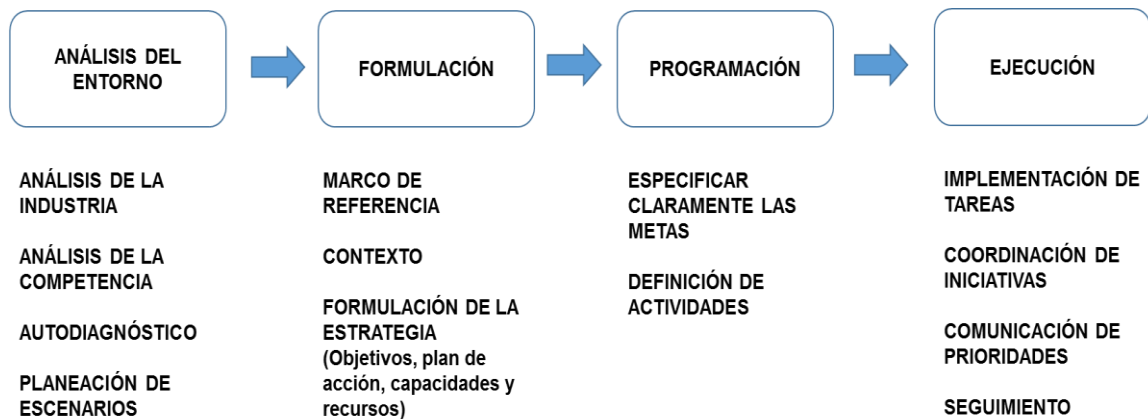 ANÁLISIS DEL
ENTORNO
FORMULACIÓN
PROGRAMACIÓN
EJECUCIÓN
ANÁLISIS DE LA
INDUSTRIA
ANÁLISIS DE LA
COMPETENCIA
AUTODIAGNÓSTICO
PLANEACIÓN DE
ESCENARIOS
MARCO DE
REFERENCIA
CONTEXTO
FORMULACIÓN DE LA
ESTRATEGIA
(Objetivos, plan de
acción, capacidades y
recursos)
ESPECIFICAR
CLARAMENTE LAS
METAS
DEFINICIÓN DE
ACTIVIDADES
IMPLEMENTACIÓN DE
TAREAS
COORDINACIÓN DE
INICIATIVAS
COMUNICACIÓN DE
PRIORIDADES
SEGUIMIENTO